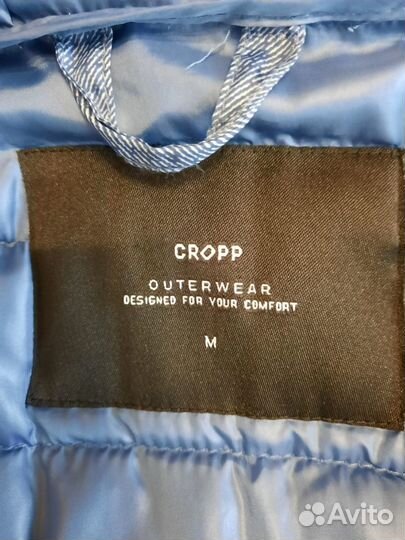 CROPP
OUTERWEAR
DESIGNED FOR YOUR COMFORT
M
Avito